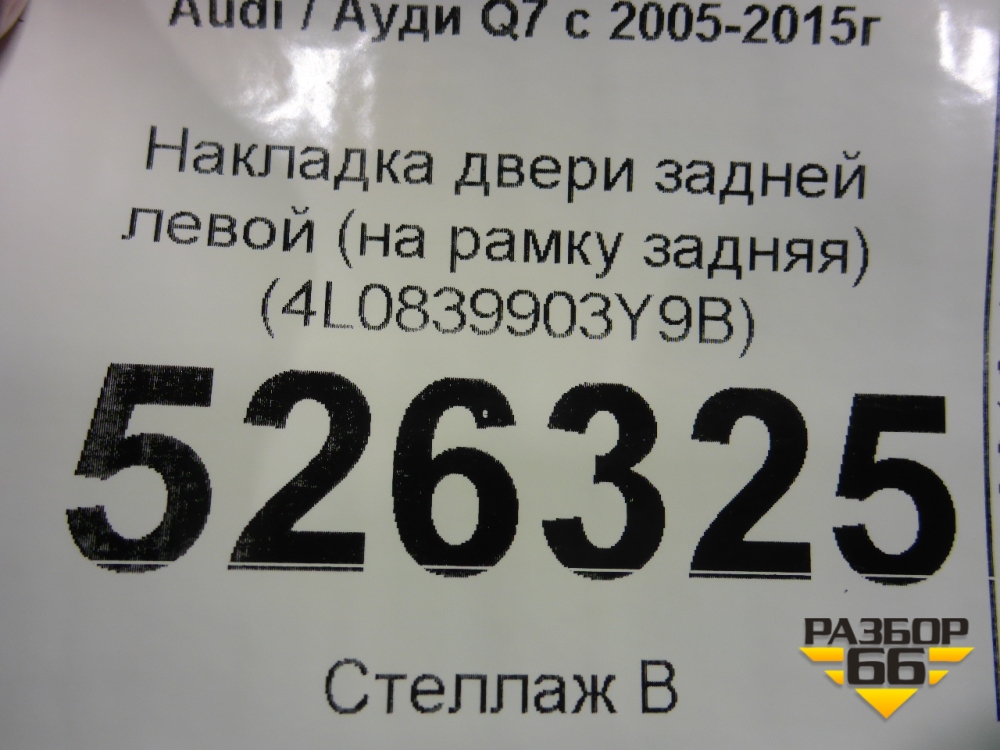 Audi / Ауди Q7 с 2005-2015г
Накладка двери задней
левой (на рамку задняя)
(4L0839903Y9B)
526325
Стеллаж В
РАЗБОР
66